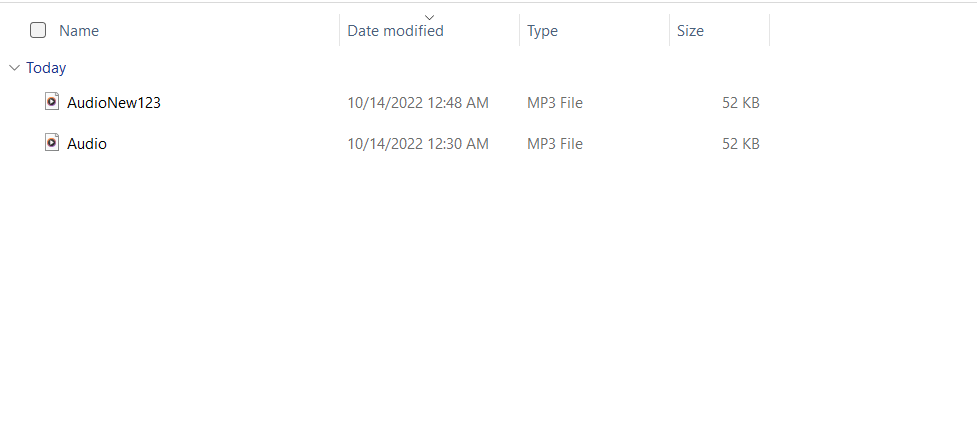 Name Date modified Type Size
Today
AudioNew123 10/14/2022 12:48 AM MP3 File 52 KB
Audio 10/14/2022 12:30 AM MP3 File 52 KB